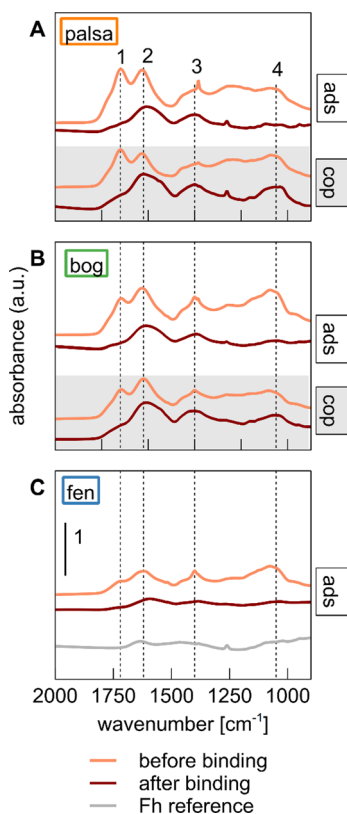 A
palsa
1 2 3 4
ads
cop
B
bog
ads
cop
absorbance (a.u.)
C
fen
1
ads
2000 1750 1500 1250 1000
wavenumber [cm⁻¹]
before binding
after binding
Fh reference